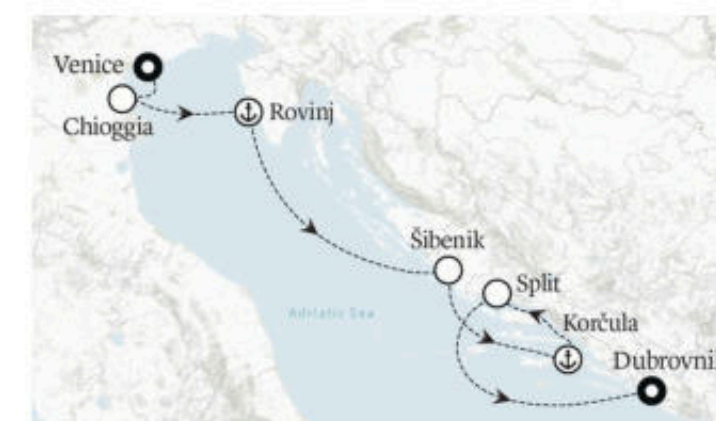 Venice
Chioggia
Rovinj
Šibenik
Split
Adriatic Sea
Korčula
Dubrovni